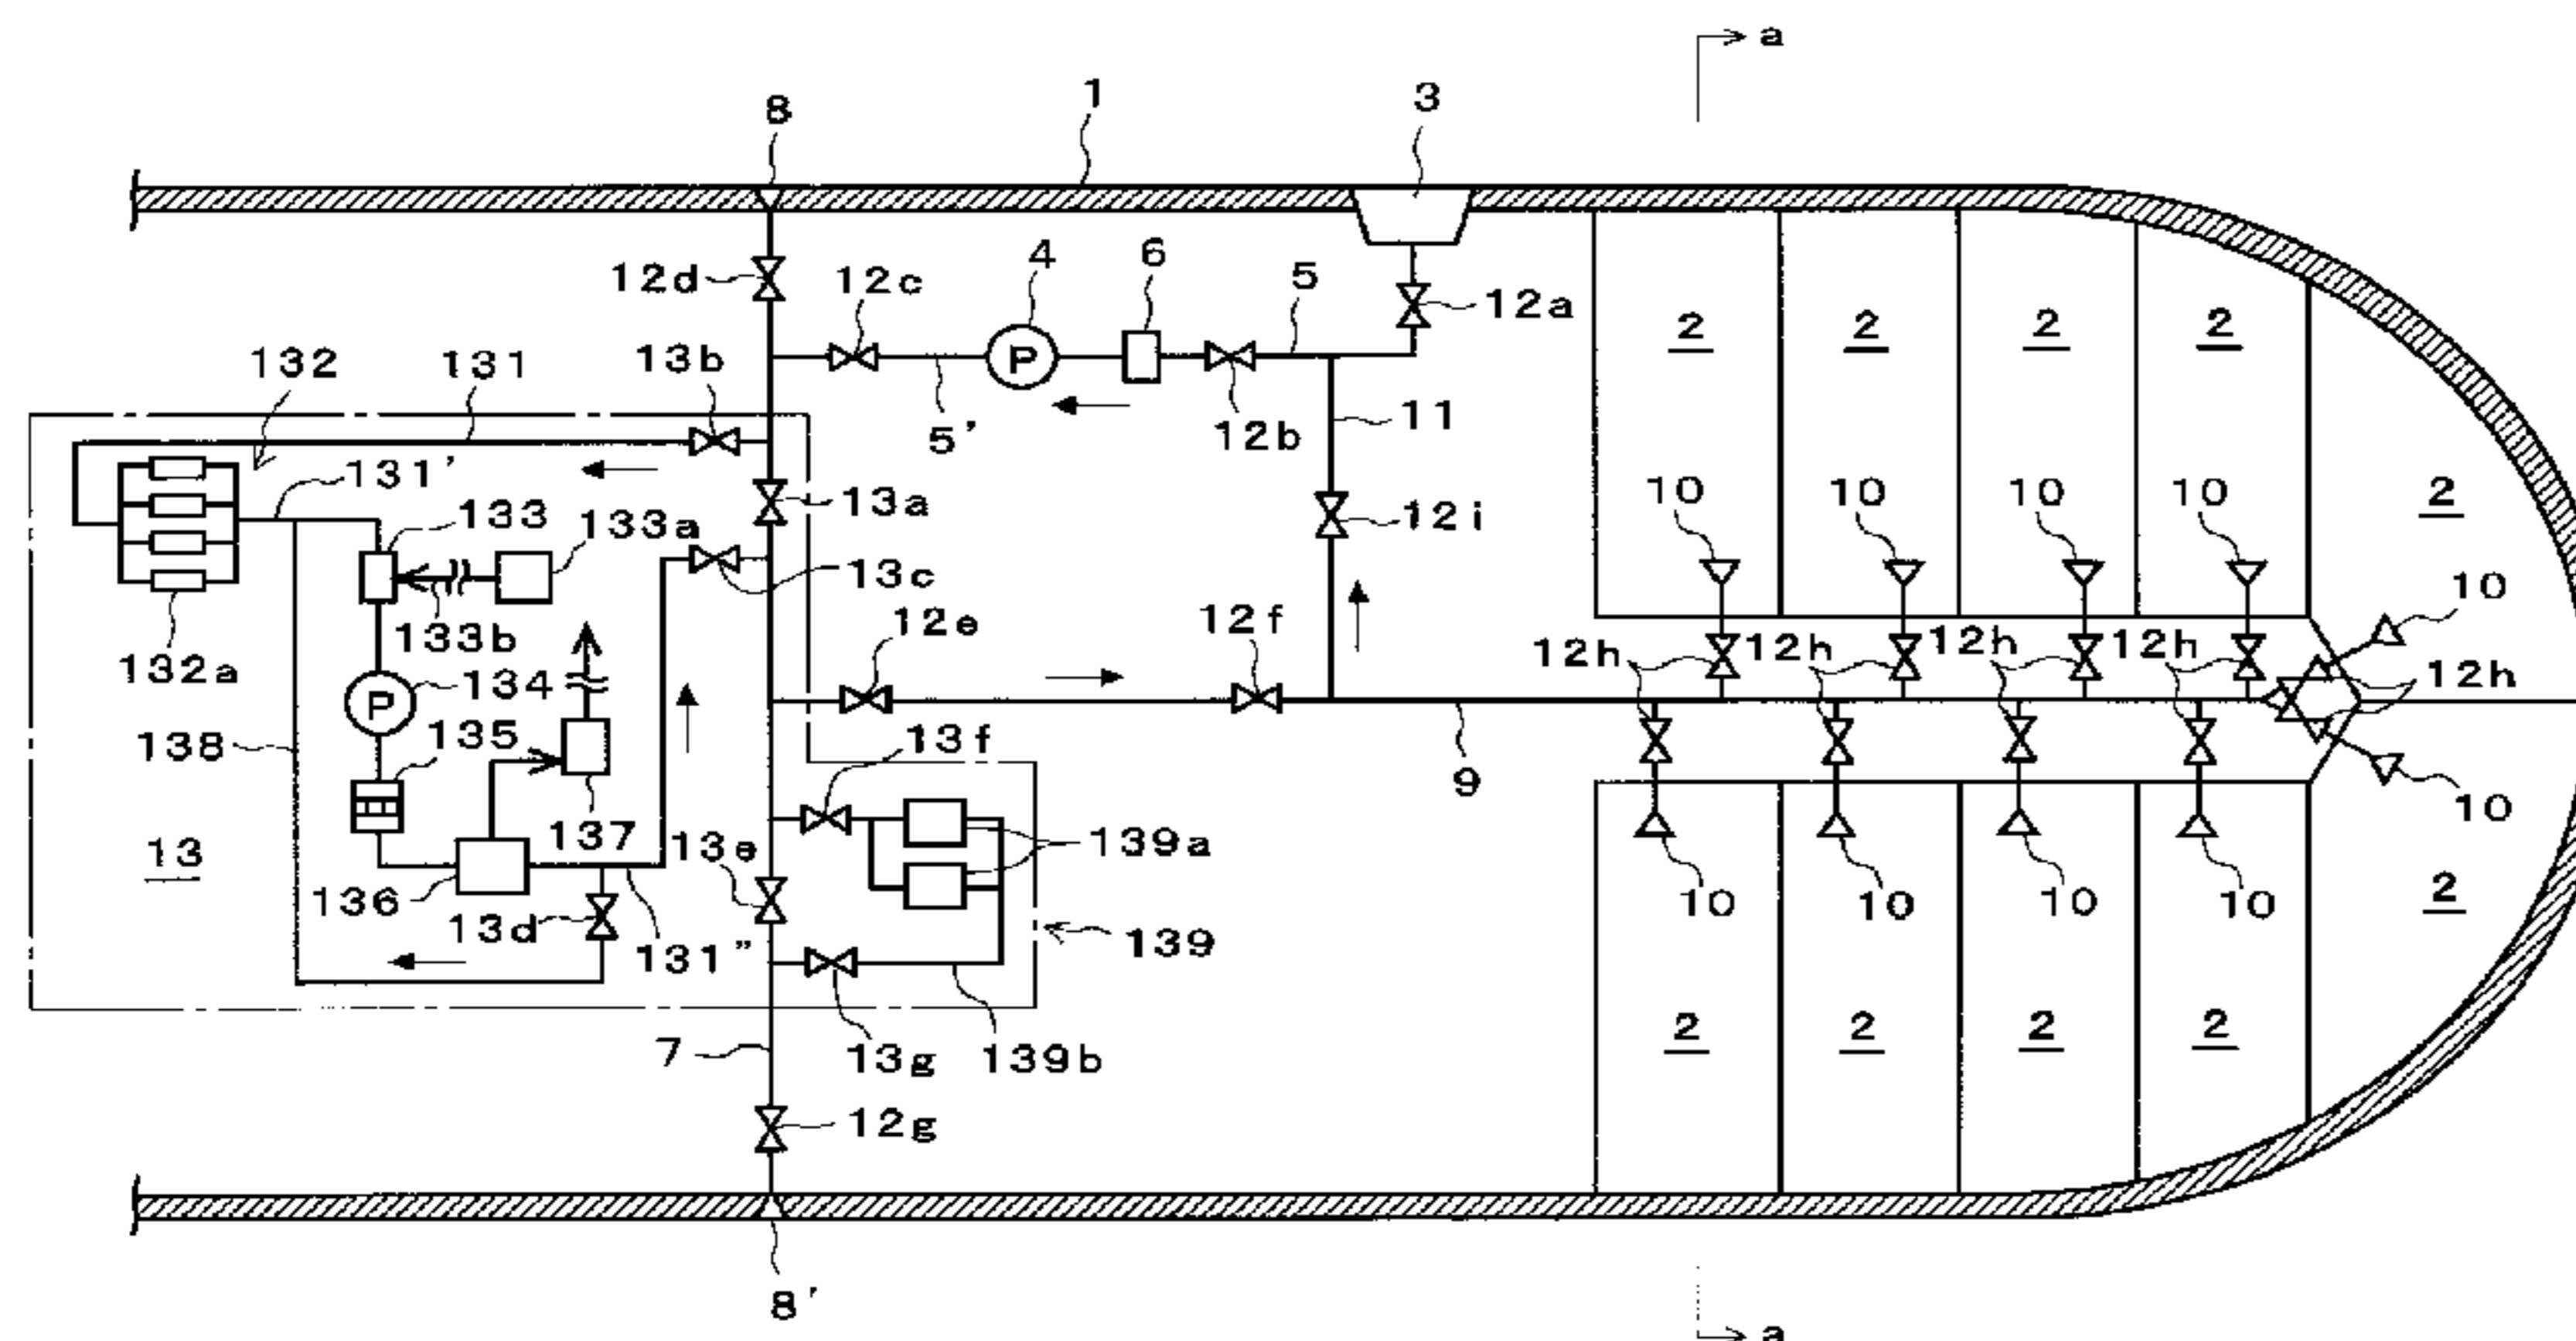 a
8 1 3
4 6
12d 12c 5 12a
P
2 2 2 2
132 131 13b
5' 12b 11
131'
133 133a 13a 12i 10 10 10 10 2
13c
133b 12e 12f 10
132a 12h 12h 12h 12h
134 12h
P
138 135 13f 9
10
137 13e 139a
13 2
136 10 10 10 10
13d 131" 139
2 2 2 2
7 13g 139b
12g
8'
a